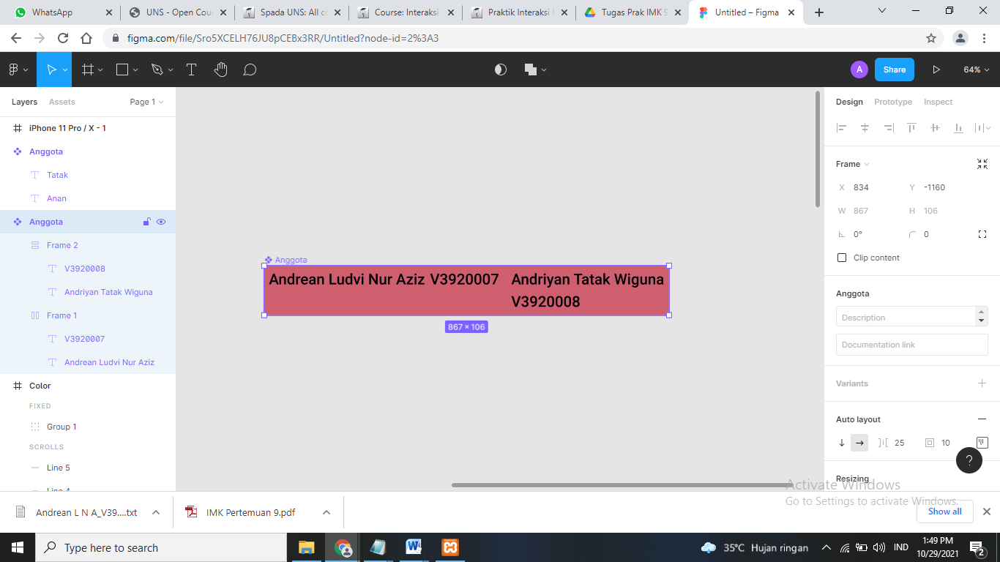 WhatsApp
UNS - Open Cour
Spada UNS: All co
Course: Interaksi
Praktik Interaksi M
Tugas Prak IMK 9
Untitled – Figma
figma.com/file/Sro5XCELH76JU8pCEBx3RR/Untitled?node-id=2%3A3
A
Share
64%
Layers
Assets
Page 1
iPhone 11 Pro / X - 1
Anggota
Tatak
Anan
Anggota
Frame 2
V3920008
Andriyan Tatak Wiguna
Frame 1
V3920007
Andrean Ludvi Nur Aziz
Color
FIXED
Group 1
SCROLLS
Line 5
Line 4
Anggota
Andrean Ludvi Nur Aziz V3920007 Andriyan Tatak Wiguna
V3920008
867 × 106
Design Prototype Inspect
Frame
X 834 Y -1160
W 867 H 106
0° 0
Clip content
Anggota
Description
Documentation link
Variants
Auto layout
25 10
?
Resizing
Activate Windows
Go to Settings to activate Windows.
Andrean L N A_V39....txt
IMK Pertemuan 9.pdf
Show all
Type here to search
35°C Hujan ringan
IND
1:49 PM
10/29/2021
2